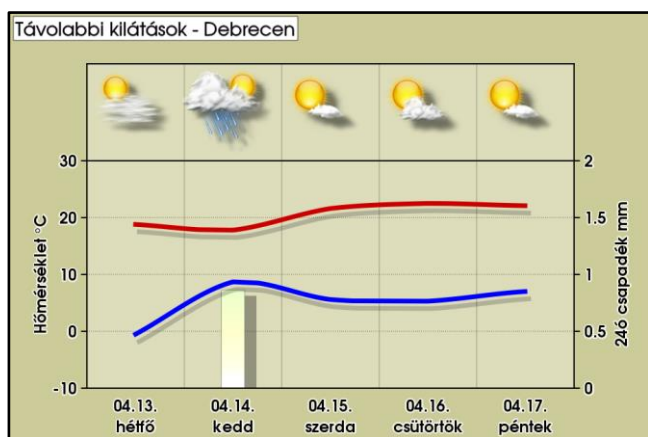 Távolabbi kilátások - Debrecen
30
20
10
0
-10
Hőmérséklet °C
2
1.5
1
0.5
0
24ó csapadék mm
04.13. 04.14. 04.15. 04.16. 04.17.
hétfő kedd szerda csütörtök péntek